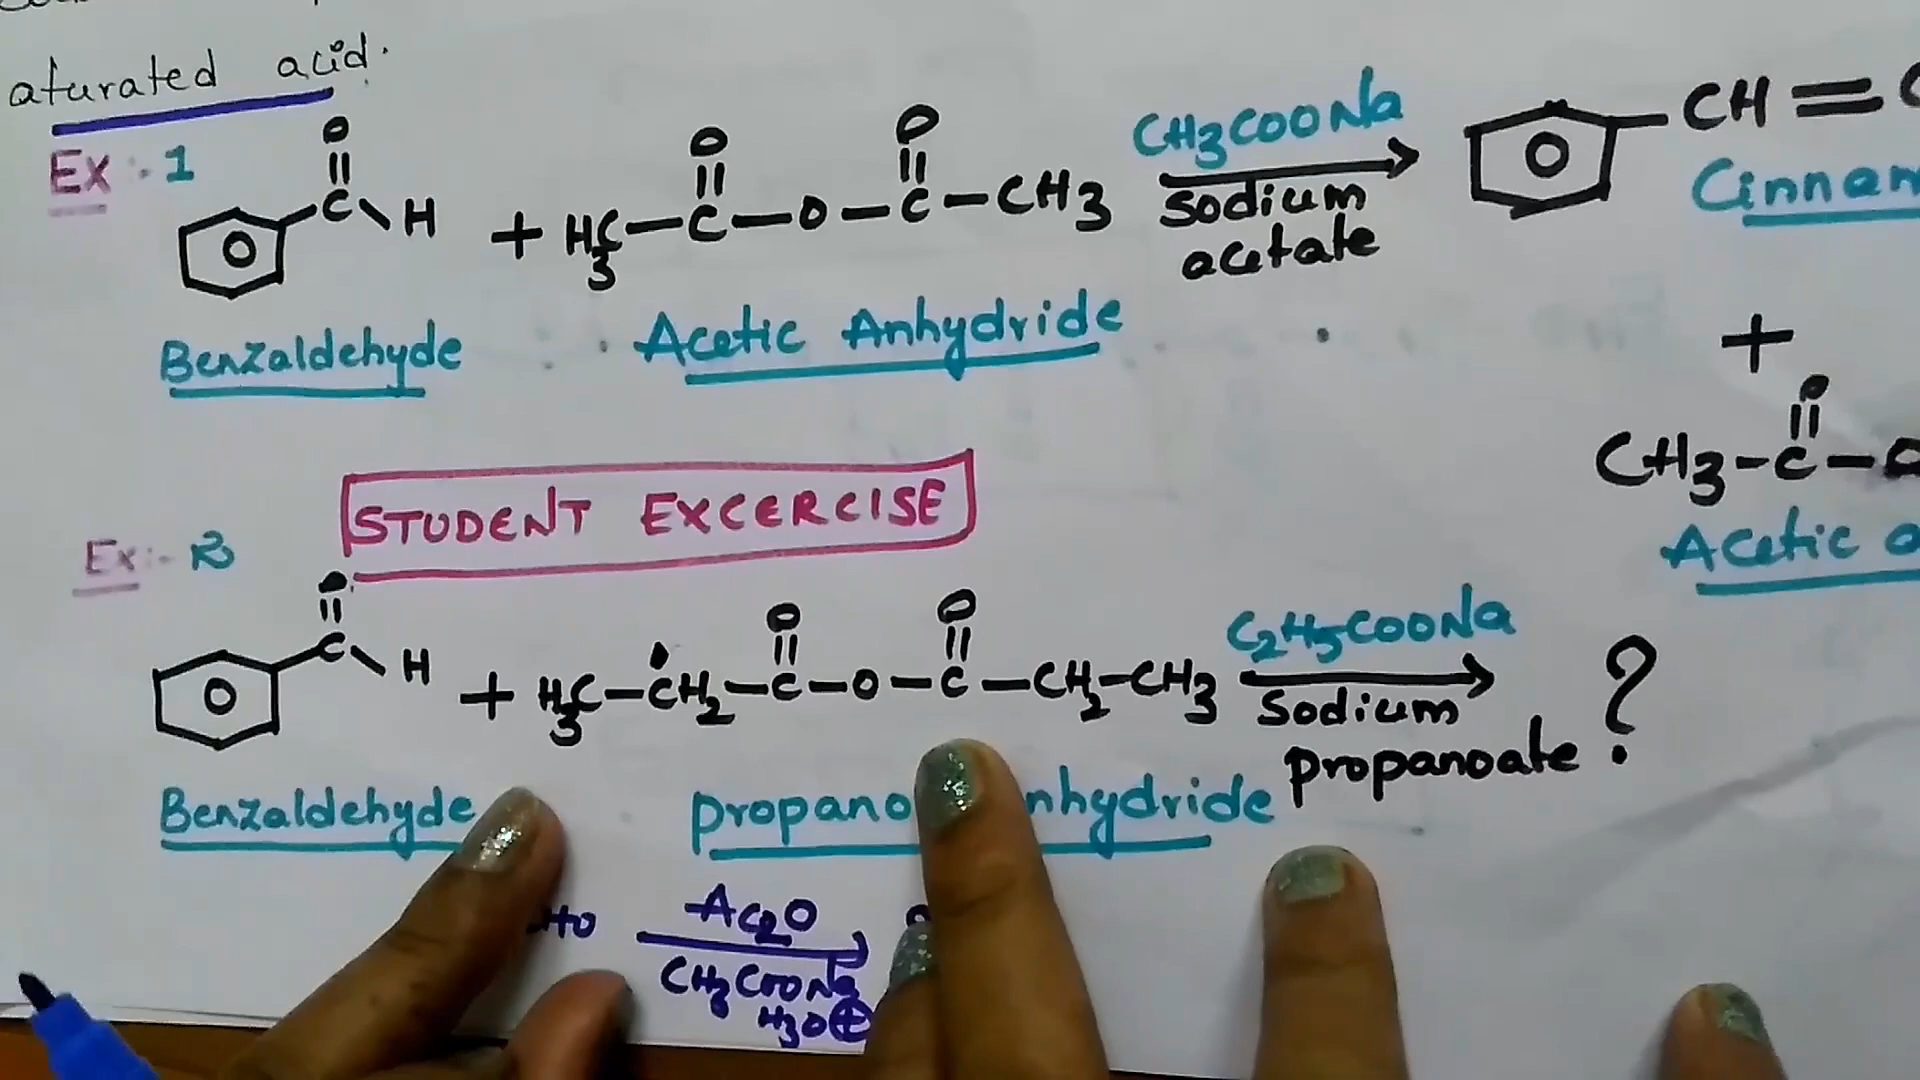 aturated acid.
Ex :- 1
O O O
|| || ||
C-H + H3C-C-O-C-CH3 CH3COONa CH=
sodium acetate
Benzaldehyde Acetic Anhydride Cinnam
+
O
||
CH3-C-
Acetic
STUDENT EXCERCISE
Ex:- 2
O O O
|| || ||
C-H + H3C-CH2-C-O-C-CH2-CH3 C2H5COONa ?
Sodium propanoate
Benzaldehyde propano nhydride
Ac2O
CH3COONa
H3O⊕